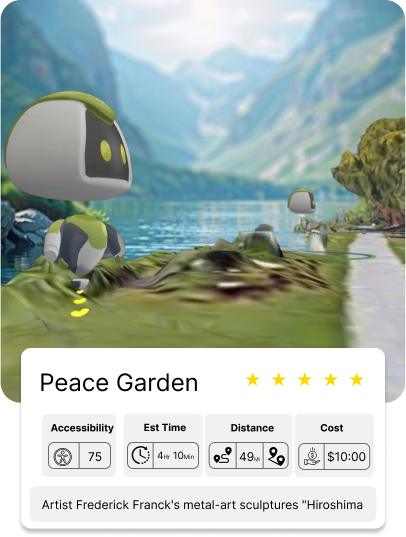 Peace Garden
Accessibility
Est Time
Distance
Cost
75
4Hr 10Min
49Mi
$10:00
Artist Frederick Franck's metal-art sculptures "Hiroshima